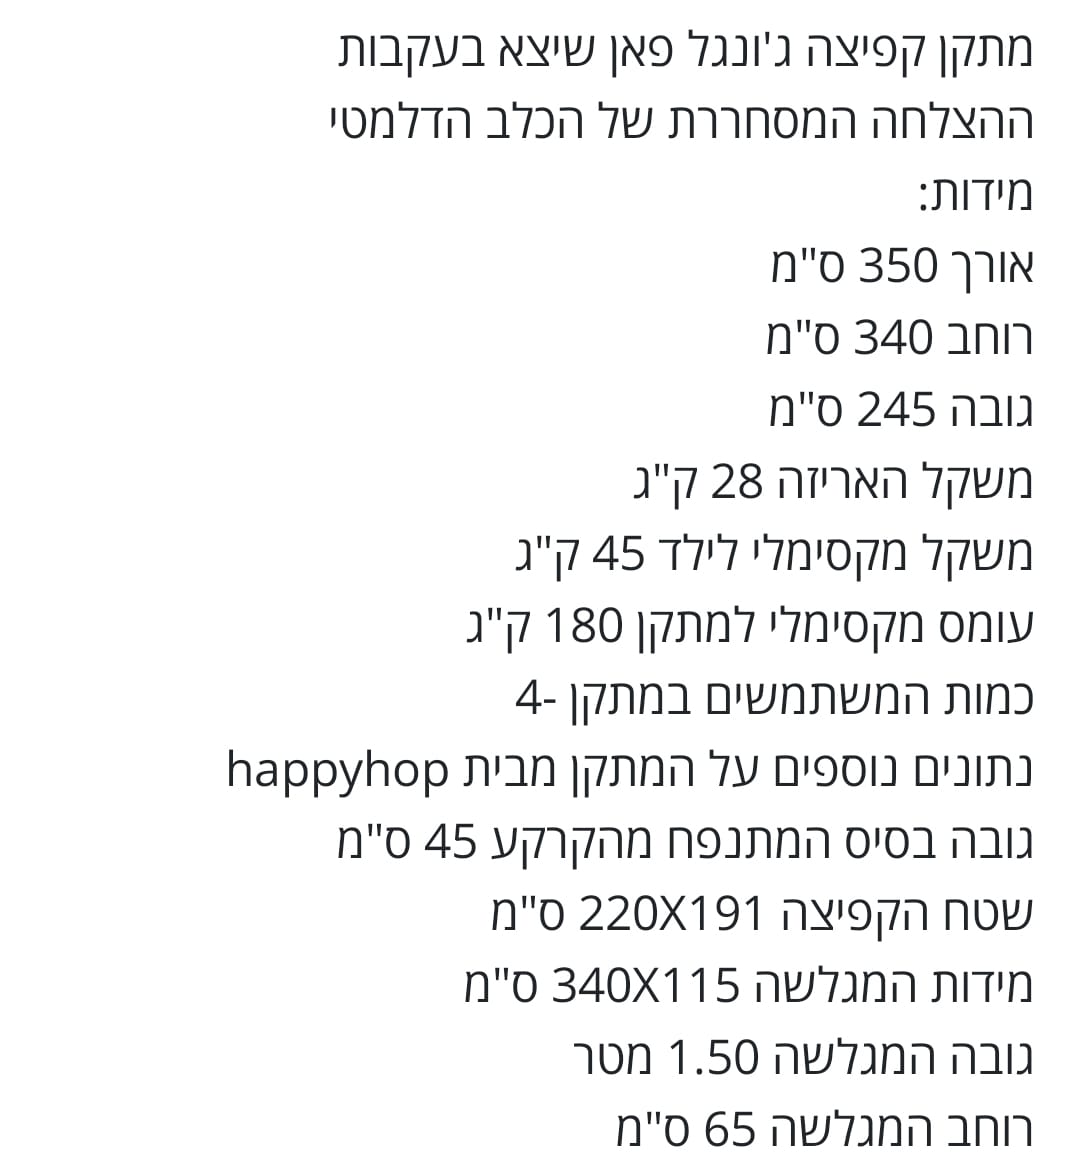 מתקן קפיצה ג'ונגל פאן שיצא בעקבות
ההצלחה המסחררת של הכלב הדלמטי
מידות:
אורך 350 ס"מ
רוחב 340 ס"מ
גובה 245 ס"מ
משקל האריזה 28 ק"ג
משקל מקסימלי לילד 45 ק"ג
עומס מקסימלי למתקן 180 ק"ג
כמות המשתמשים במתקן -4
נתונים נוספים על המתקן מבית happyhop
גובה בסיס המתנפח מהקרקע 45 ס"מ
שטח הקפיצה 220X191 ס"מ
מידות המגלשה 340X115 ס"מ
גובה המגלשה 1.50 מטר
רוחב המגלשה 65 ס"מ